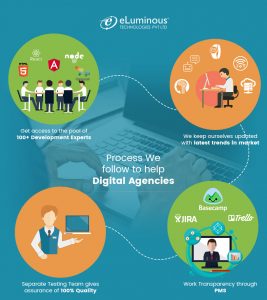 eLuminous
TECHNOLOGIES PVT LTD
React
node
HTML
5
A
Get access to the pool of
100+ Development Experts
We keep ourselves updated
with latest trends in market
Process We
follow to help
Digital Agencies
Separate Testing Team gives
assurance of 100% Quality
Basecamp
JIRA
Trello
Work Transparency through
PMS